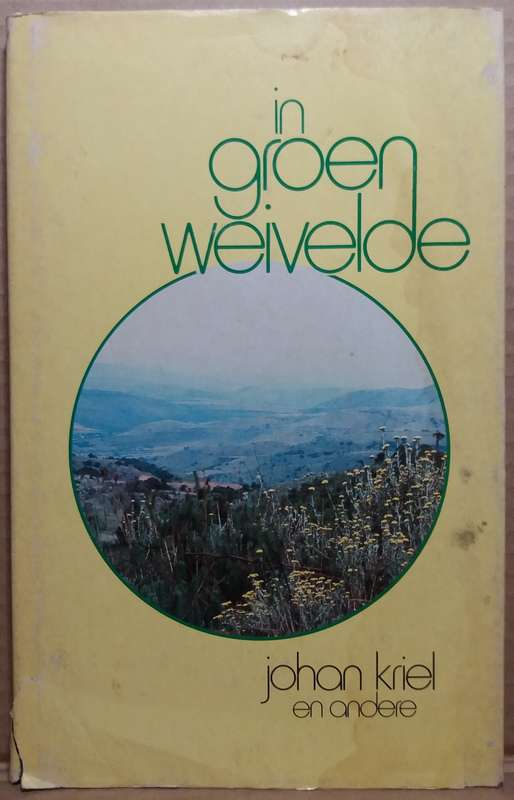 in
groen
weivelde
johan kriel
en andere